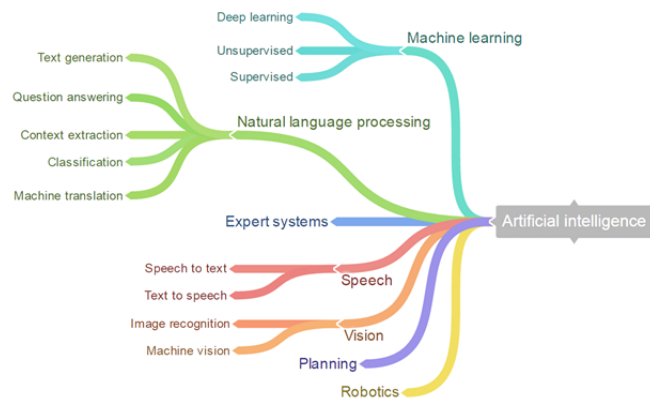 Deep learning
Machine learning
Unsupervised
Supervised
Text generation
Question answering
Natural language processing
Context extraction
Classification
Machine translation
Artificial intelligence
Expert systems
Speech to text
Speech
Text to speech
Image recognition
Vision
Machine vision
Planning
Robotics